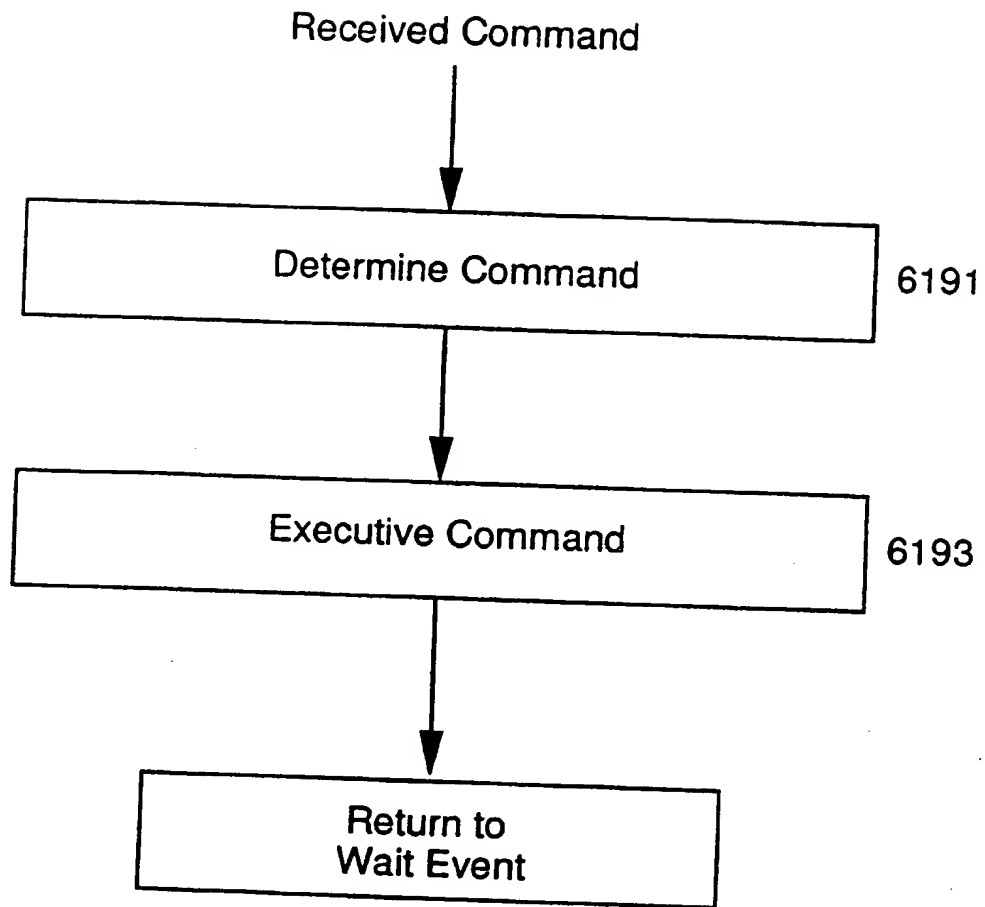 Received Command
Determine Command
6191
Executive Command
6193
Return to
Wait Event